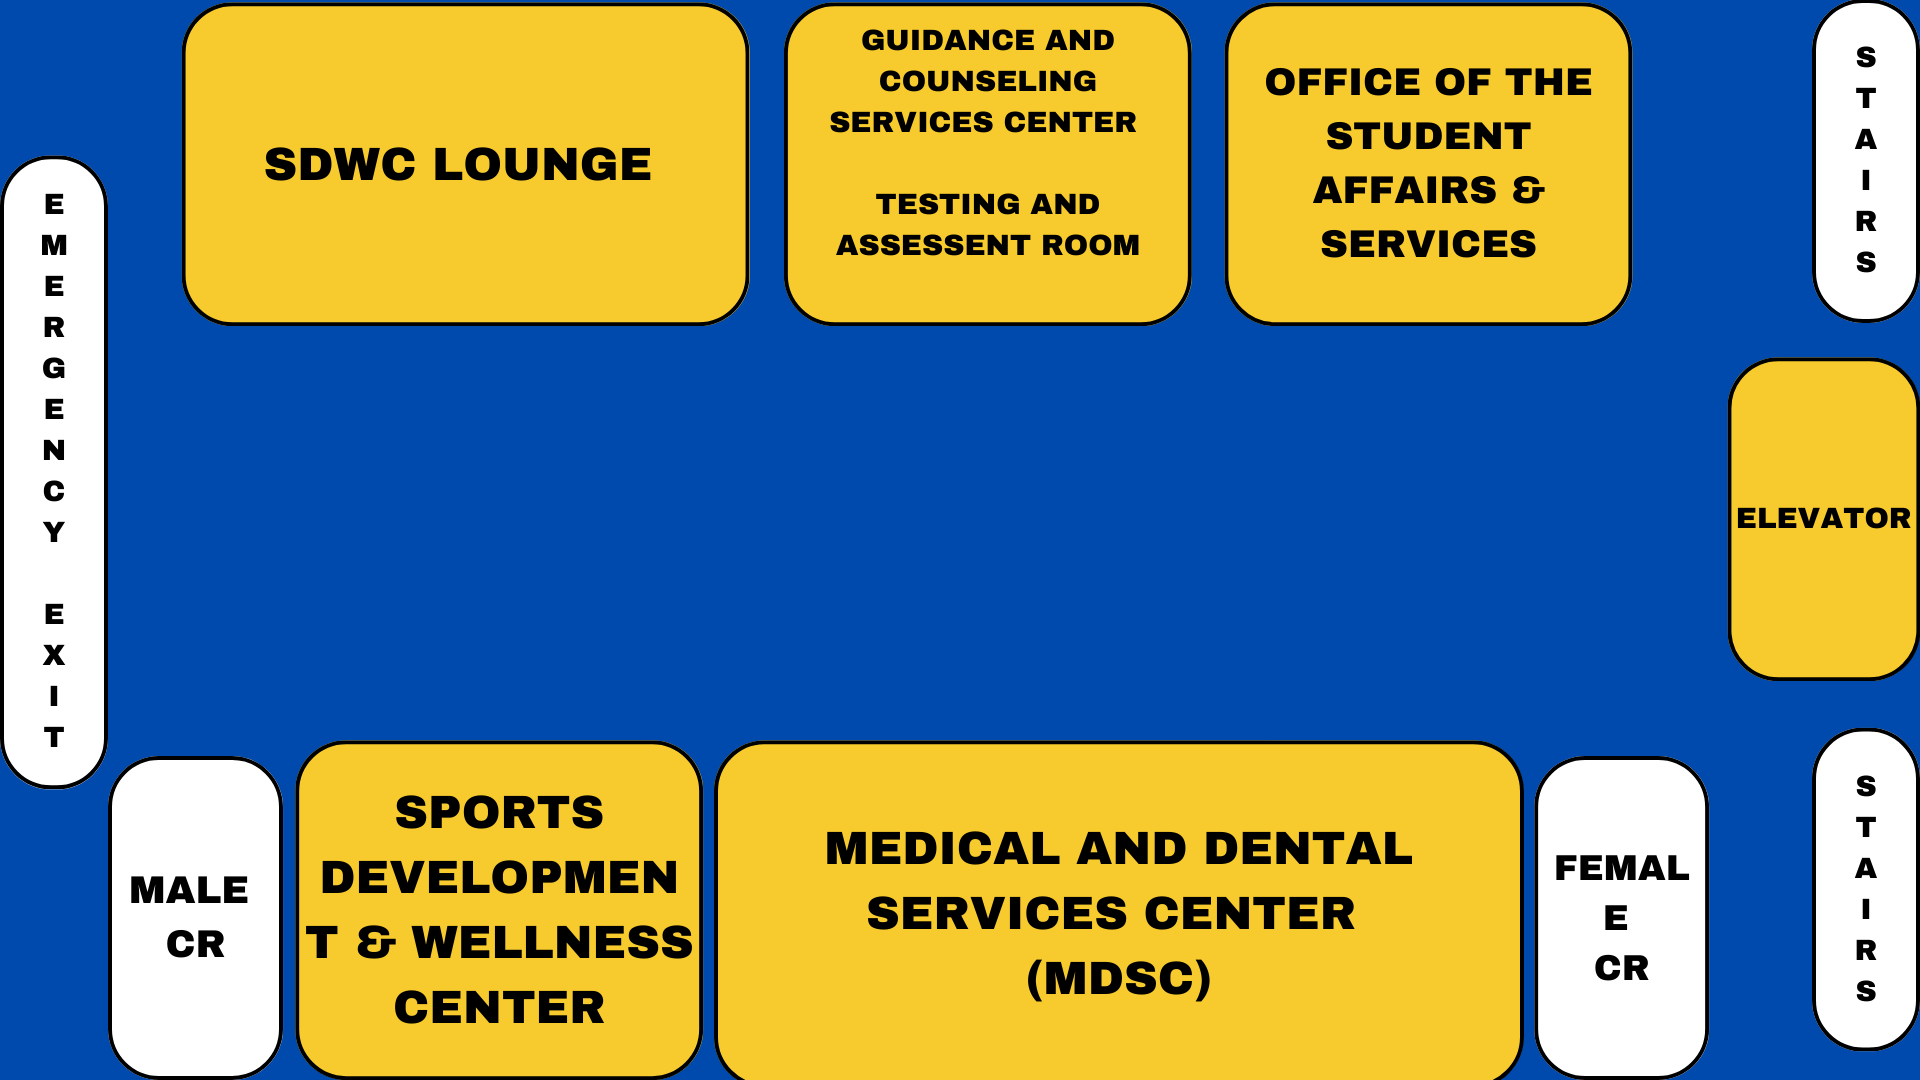 SDWC LOUNGE
GUIDANCE AND
COUNSELING
SERVICES CENTER
TESTING AND
ASSESSENT ROOM
OFFICE OF THE
STUDENT
AFFAIRS &
SERVICES
S
T
A
I
R
S
E
M
E
R
G
E
N
C
Y
E
X
I
T
ELEVATOR
MALE
CR
SPORTS
DEVELOPMEN
T & WELLNESS
CENTER
MEDICAL AND DENTAL
SERVICES CENTER
(MDSC)
FEMAL
E
CR
S
T
A
I
R
S